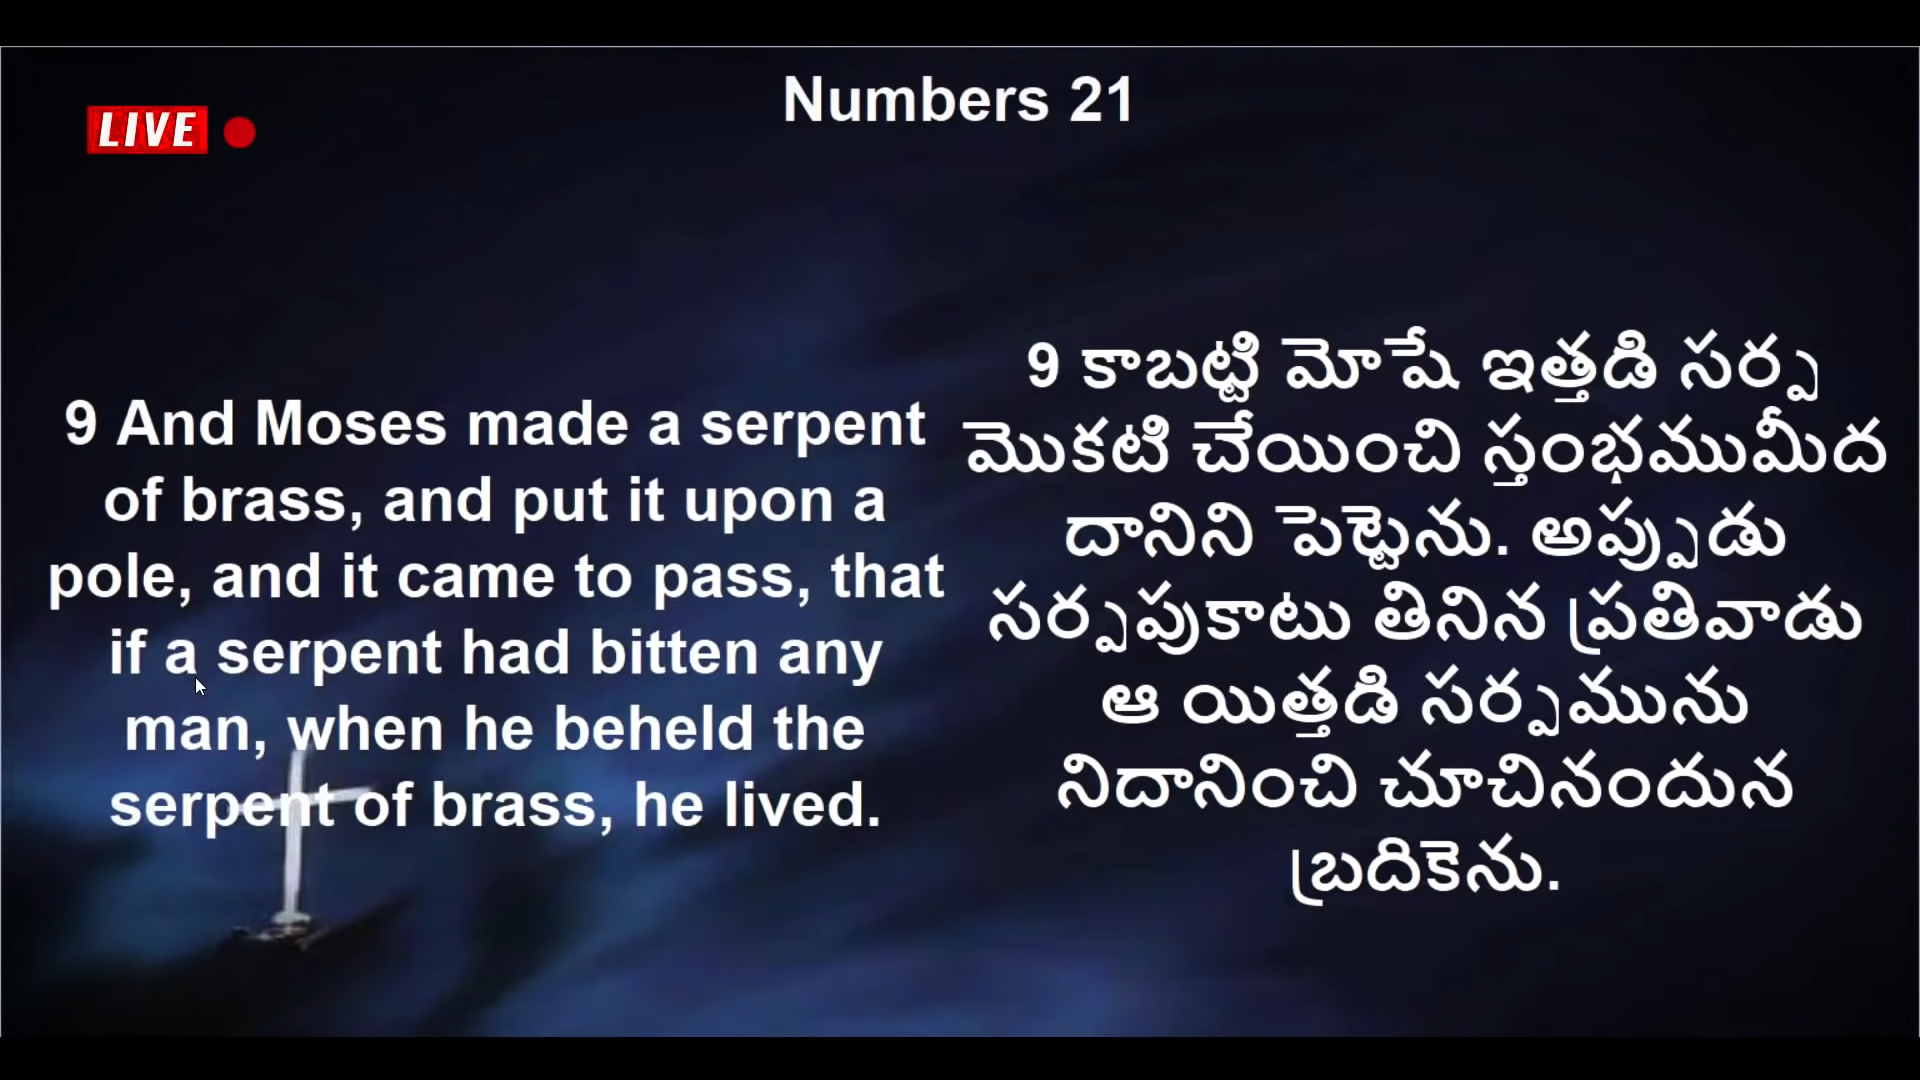 Numbers 21
LIVE
9 And Moses made a serpent
of brass, and put it upon a
pole, and it came to pass, that
if a serpent had bitten any
man, when he beheld the
serpent of brass, he lived.
9 కాబట్టి మోషే ఇత్తడి సర్ప
మొకటి చేయించి స్తంభముమీద
దానిని పెట్టెను. అప్పుడు
సర్పపుకాటు తినిన ప్రతివాడు
ఆ యిత్తడి సర్పమును
నిదానించి చూచినందున
బ్రదికెను.